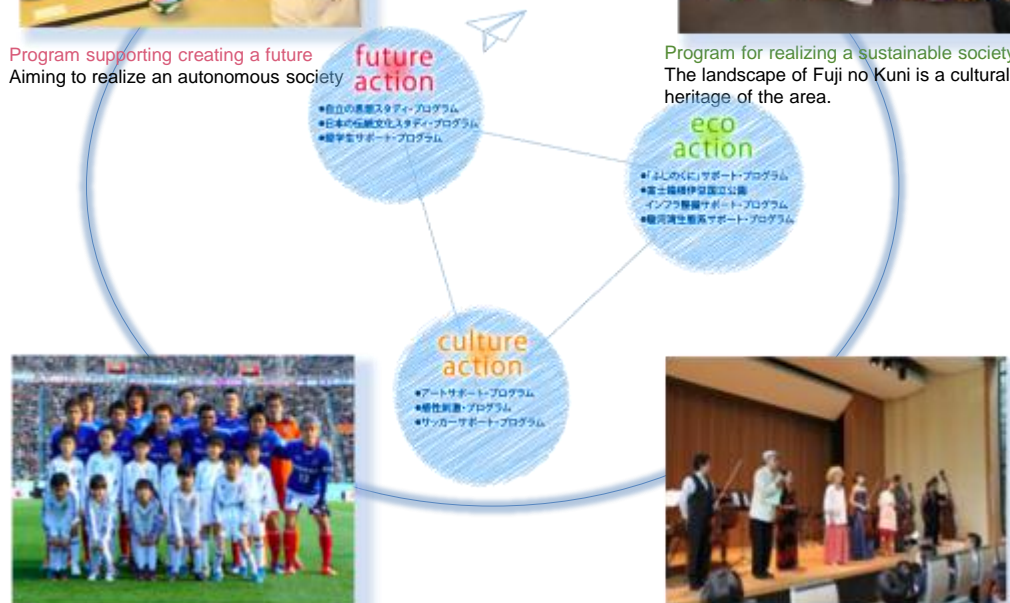 Program supporting creating a future
Aiming to realize an autonomous society
future
action
●自立の表題スタディ・プログラム
●日本の伝統文化スタディ・プログラム
●留学生サポート・プログラム
Program for realizing a sustainable society
The landscape of Fuji no Kuni is a cultural
heritage of the area.
eco
action
●「ふじのくに」サポート・プログラム
●富士箱根伊豆国立公園
インフラ整備サポート・プログラム
●駿河湾生態系サポート・プログラム
culture
action
●アートサポート・プログラム
●感性刺激・プログラム
●サッカーサポート・プログラム